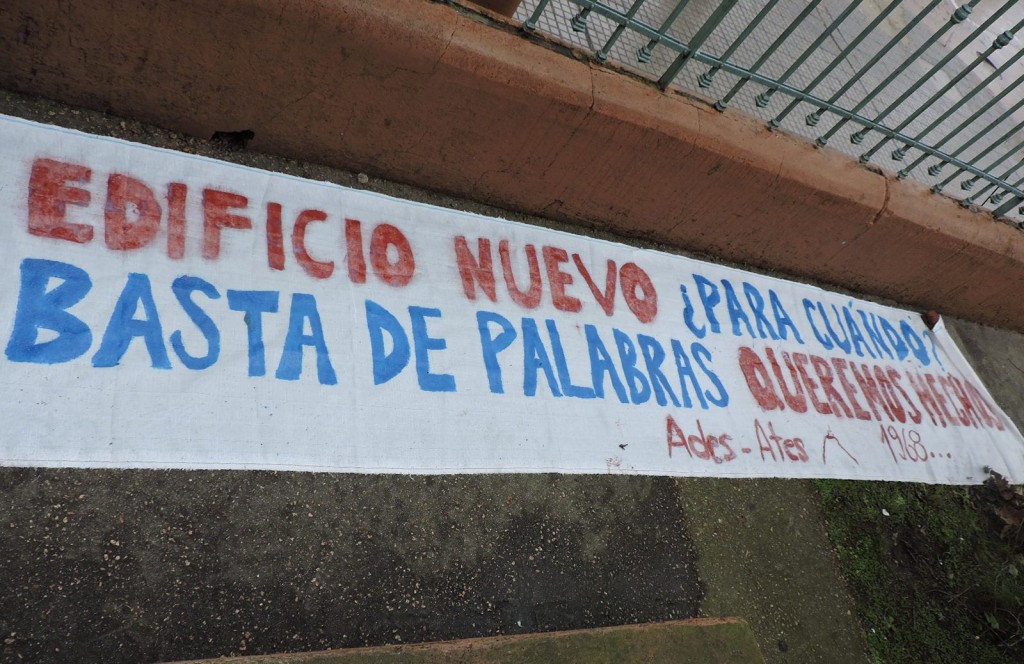 EDIFICIO NUEVO ¿PARA CUÁNDO?
BASTA DE PALABRAS QUEREMOS HECHOS
Ades - Ates 1968...